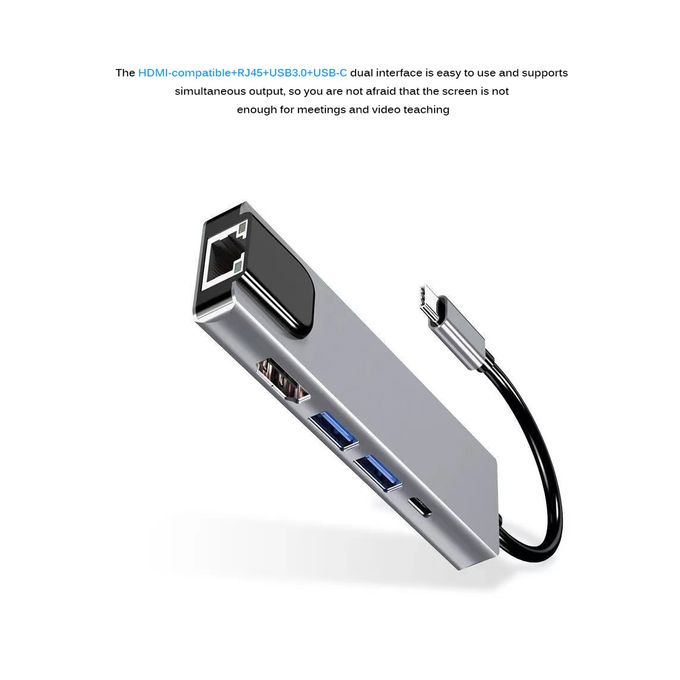 The HDMI-compatible+RJ45+USB3.0+USB-C dual interface is easy to use and supports
simultaneous output, so you are not afraid that the screen is not
enough for meetings and video teaching